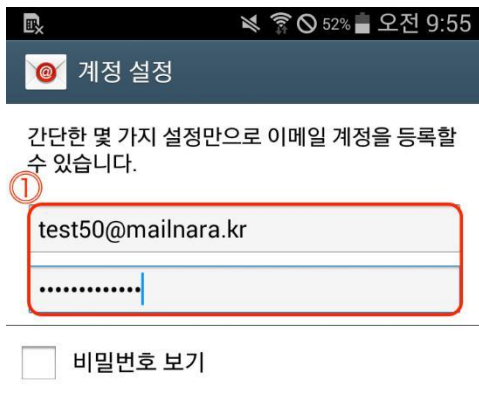 52% 오전 9:55
계정 설정
간단한 몇 가지 설정만으로 이메일 계정을 등록할
수 있습니다.
①
test50@mailnara.kr
•••••••••••••
비밀번호 보기